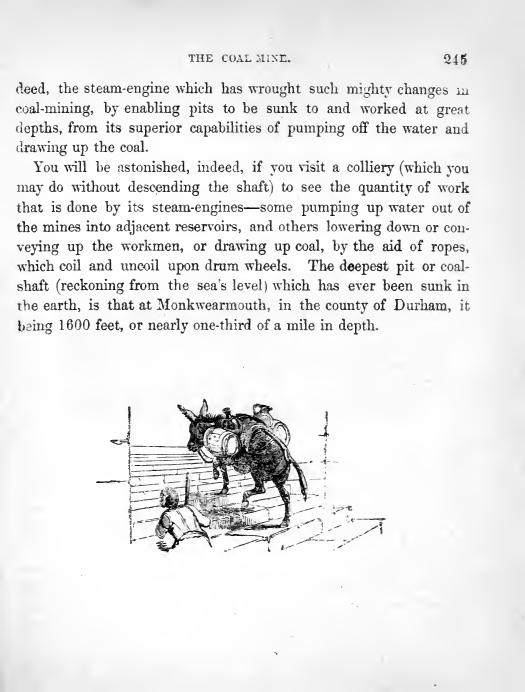 THE COAL MINE. 245
deed, the steam-engine which has wrought such mighty changes in
coal-mining, by enabling pits to be sunk to and worked at great
depths, from its superior capabilities of pumping off the water and
drawing up the coal.
You will be astonished, indeed, if you visit a colliery (which you
may do without descending the shaft) to see the quantity of work
that is done by its steam-engines—some pumping up water out of
the mines into adjacent reservoirs, and others lowering down or con-
veying up the workmen, or drawing up coal, by the aid of ropes,
which coil and uncoil upon drum wheels. The deepest pit or coal-
shaft (reckoning from the sea's level) which has ever been sunk in
the earth, is that at Monkwearmouth, in the county of Durham, it
being 1600 feet, or nearly one-third of a mile in depth.